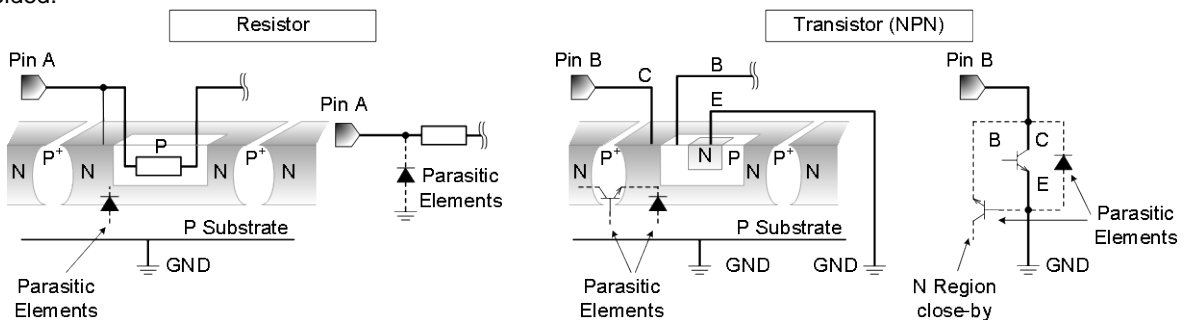 Resistor
Pin A
N
P+
N
P
N
P+
N
P Substrate
GND
Parasitic
Elements
Pin A
Parasitic
Elements
Transistor (NPN)
Pin B
C
B
E
N
P+
N
N
P
P+
N
N
P Substrate
GND
GND
Parasitic
Elements
Pin B
B
C
E
Parasitic
Elements
GND
N Region
close-by